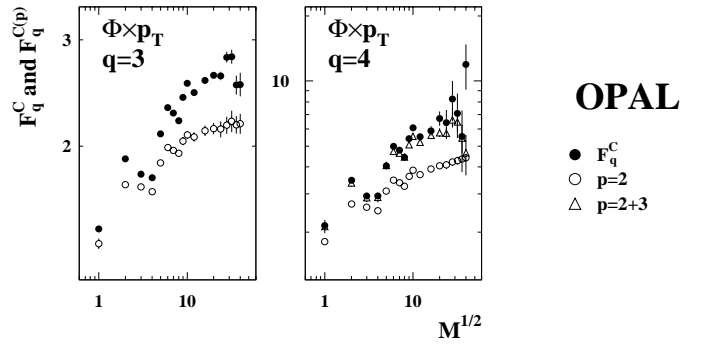 F_q^C and F_q^{C(p)}
Φ×p_T
q=3
3
2
1
10
Φ×p_T
q=4
10
1
10
M^{1/2}
OPAL
F_q^C
p=2
p=2+3